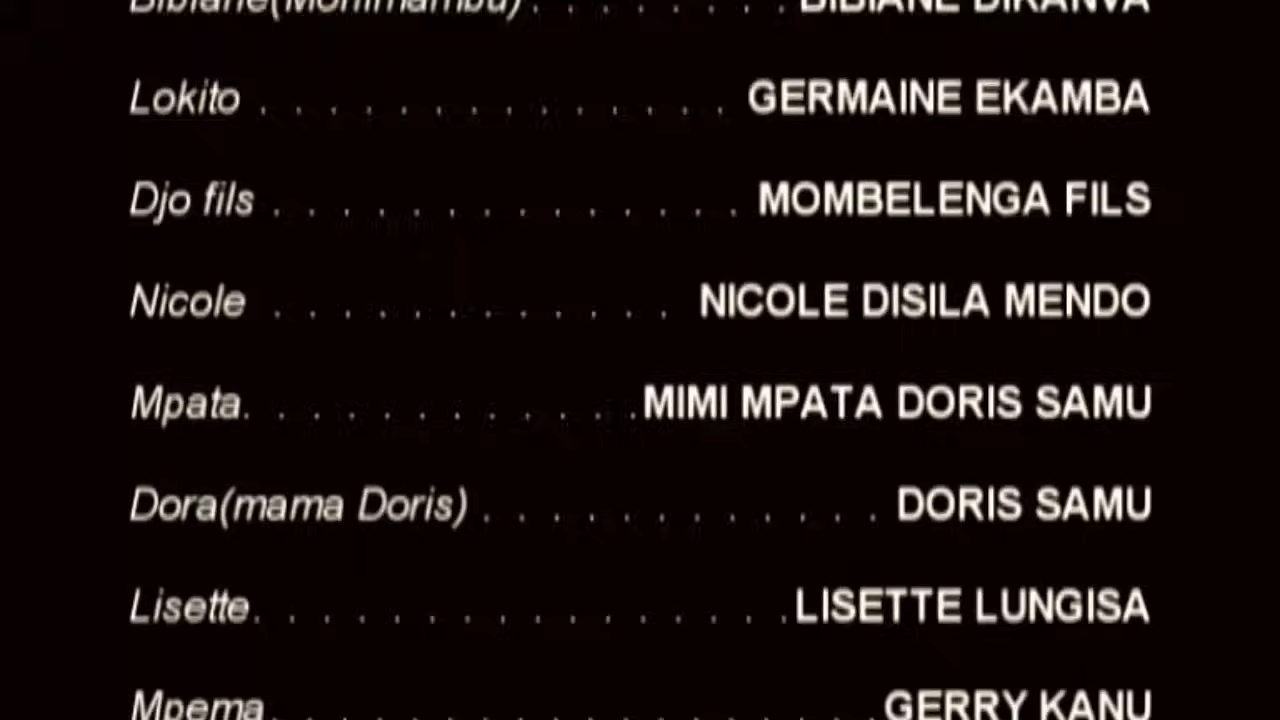 Lokito . . . . . . . . . . . . . . GERMAINE EKAMBA
Djo fils . . . . . . . . . . . . . . MOMBELENGA FILS
Nicole . . . . . . . . . . . . NICOLE DISILA MENDO
Mpata. . . . . . . . . . . .MIMI MPATA DORIS SAMU
Dora(mama Doris) . . . . . . . . . . . . DORIS SAMU
Lisette. . . . . . . . . . . . . . . .LISETTE LUNGISA
Mpema. . . . . . . . . . . . . . . . . .GERRY KANU